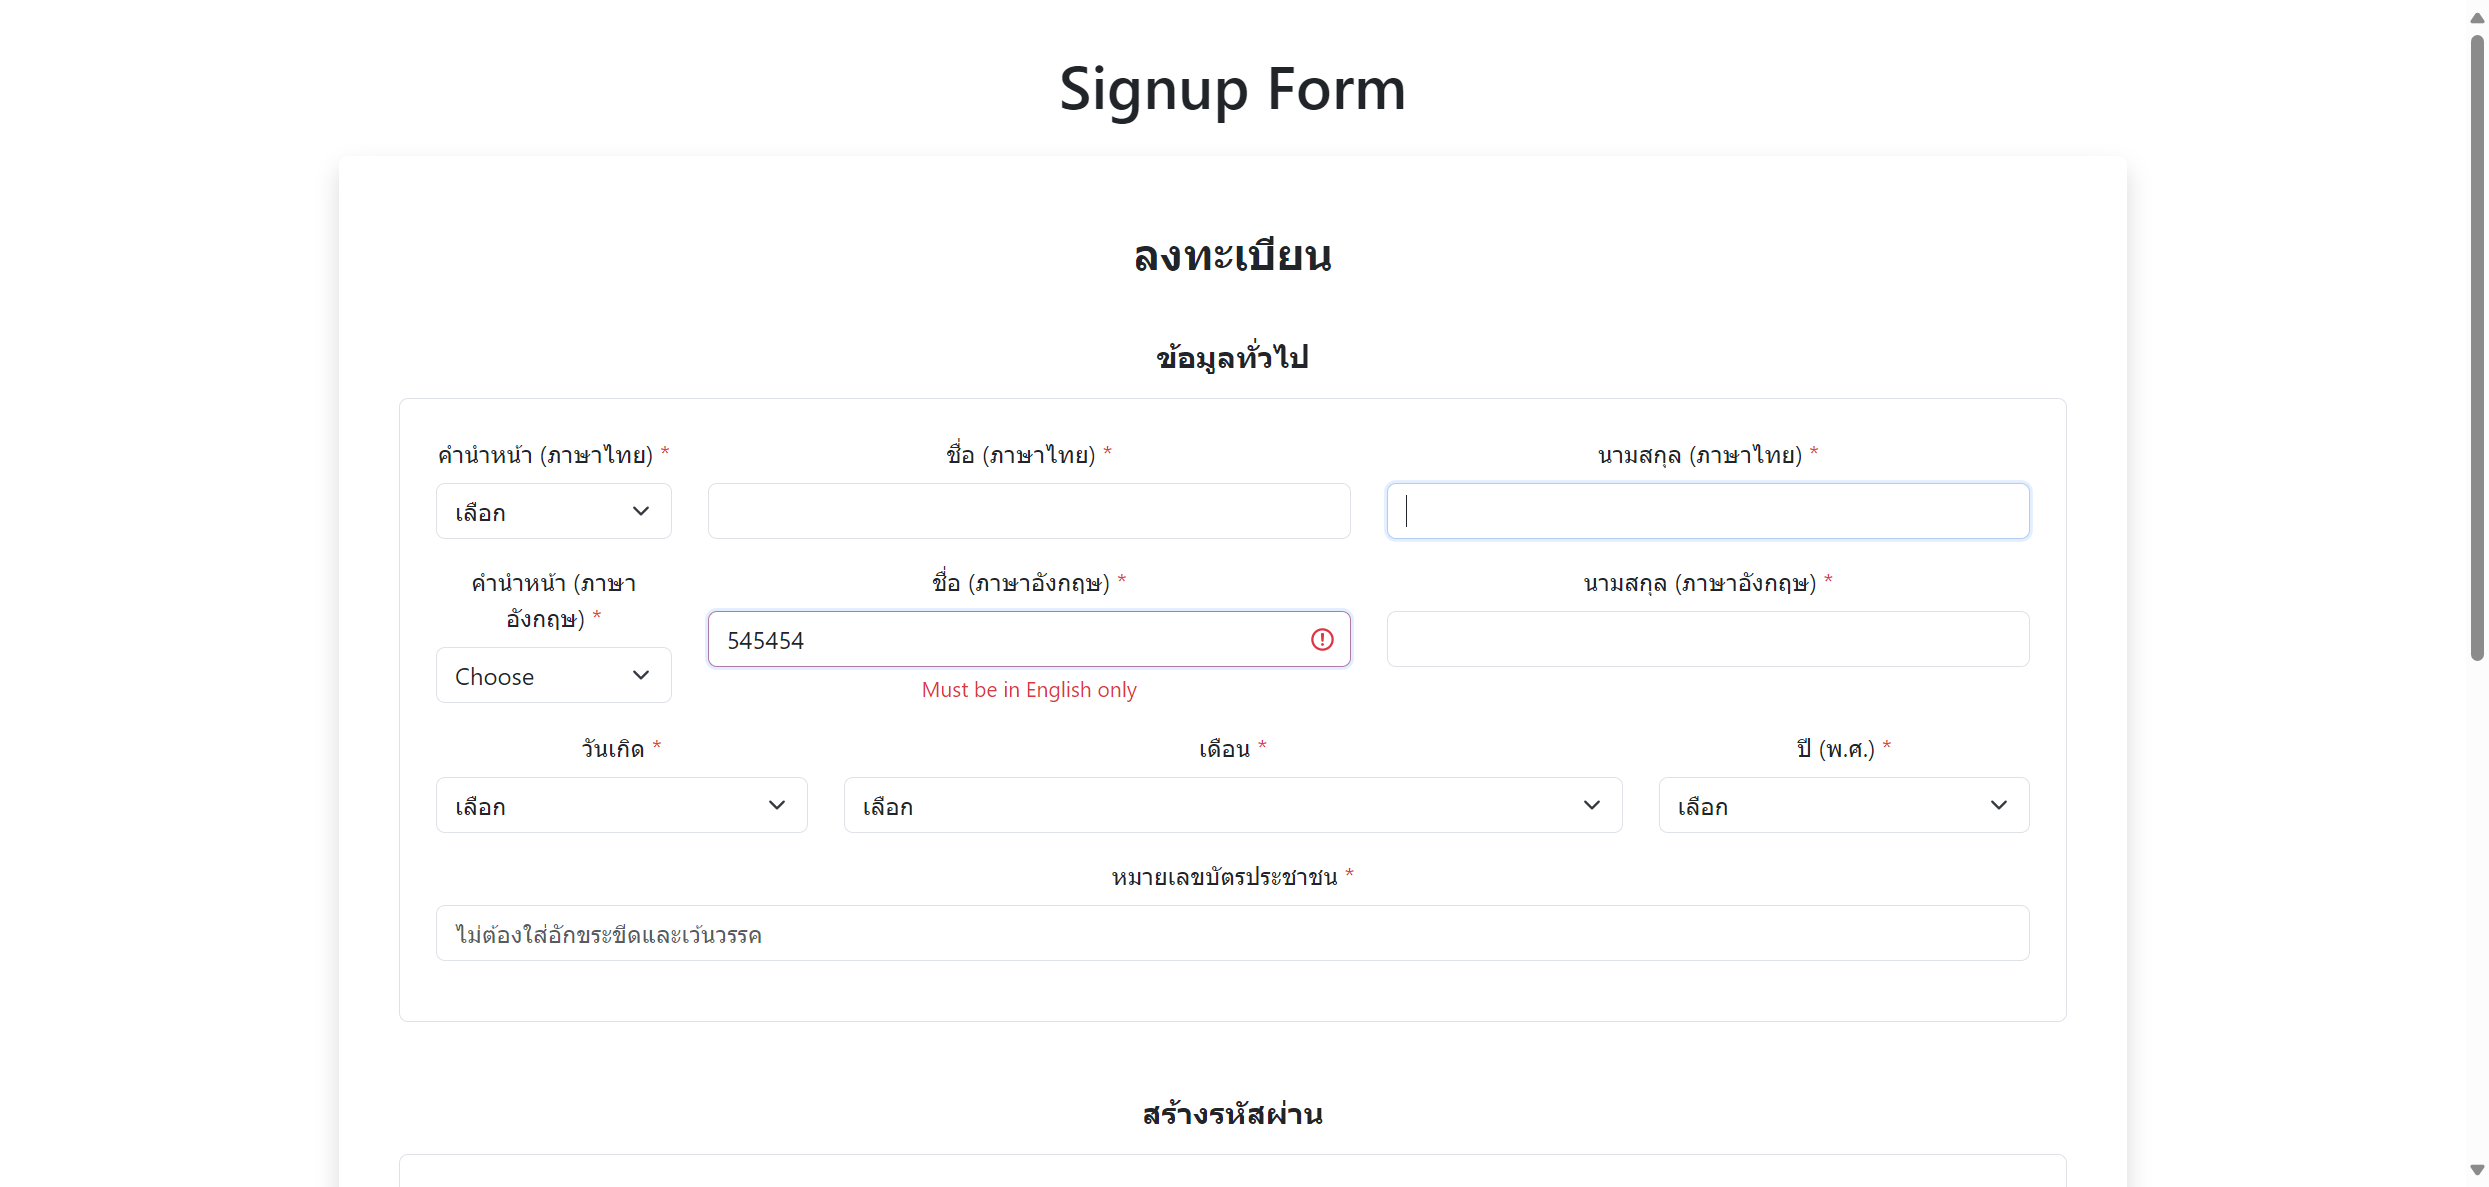 Signup Form
ลงทะเบียน
ข้อมูลทั่วไป
คำนำหน้า (ภาษาไทย) *
ชื่อ (ภาษาไทย) *
นามสกุล (ภาษาไทย) *
เลือก
คำนำหน้า (ภาษา
อังกฤษ) *
ชื่อ (ภาษาอังกฤษ) *
นามสกุล (ภาษาอังกฤษ) *
Choose
545454
Must be in English only
วันเกิด *
เดือน *
ปี (พ.ศ.) *
เลือก
เลือก
เลือก
หมายเลขบัตรประชาชน *
ไม่ต้องใส่อักขระขีดและเว้นวรรค
สร้างรหัสผ่าน